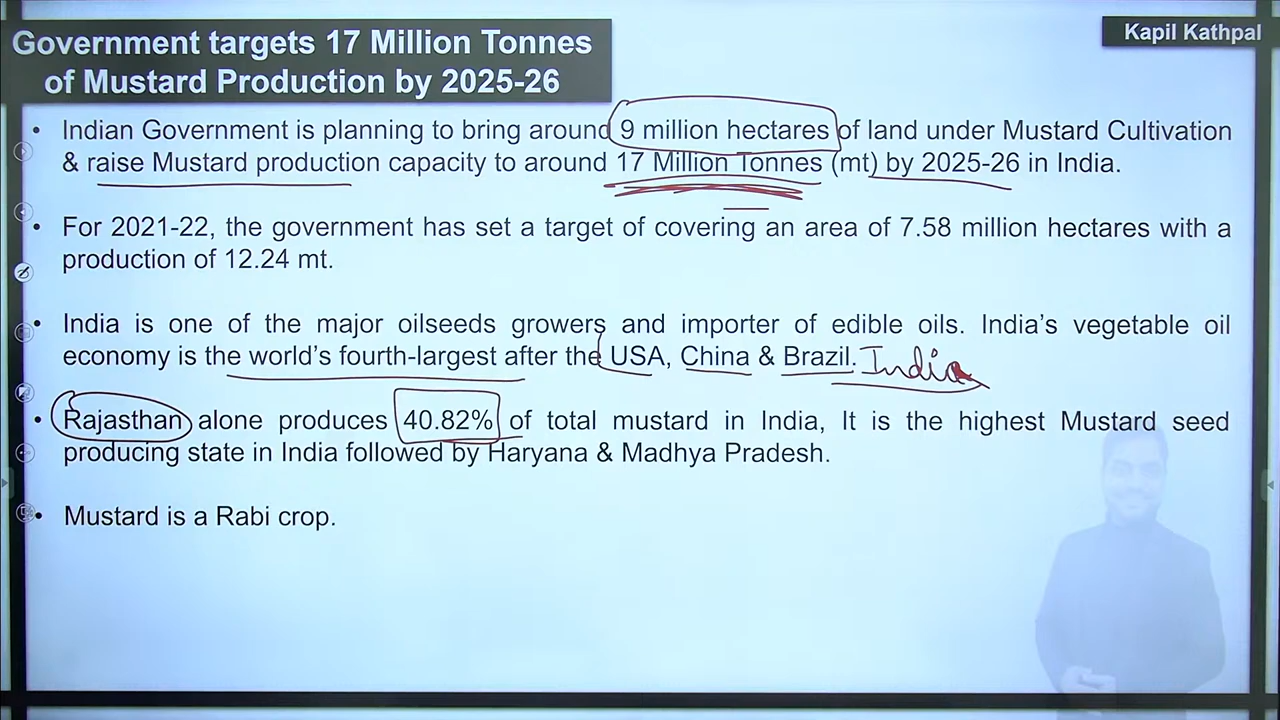 Government targets 17 Million Tonnes
of Mustard Production by 2025-26
Kapil Kathpal
• Indian Government is planning to bring around 9 million hectares of land under Mustard Cultivation
& raise Mustard production capacity to around 17 Million Tonnes (mt) by 2025-26 in India.
• For 2021-22, the government has set a target of covering an area of 7.58 million hectares with a
production of 12.24 mt.
• India is one of the major oilseeds growers and importer of edible oils. India's vegetable oil
economy is the world's fourth-largest after the USA, China & Brazil. India
• Rajasthan alone produces 40.82% of total mustard in India, It is the highest Mustard seed
producing state in India followed by Haryana & Madhya Pradesh.
• Mustard is a Rabi crop.